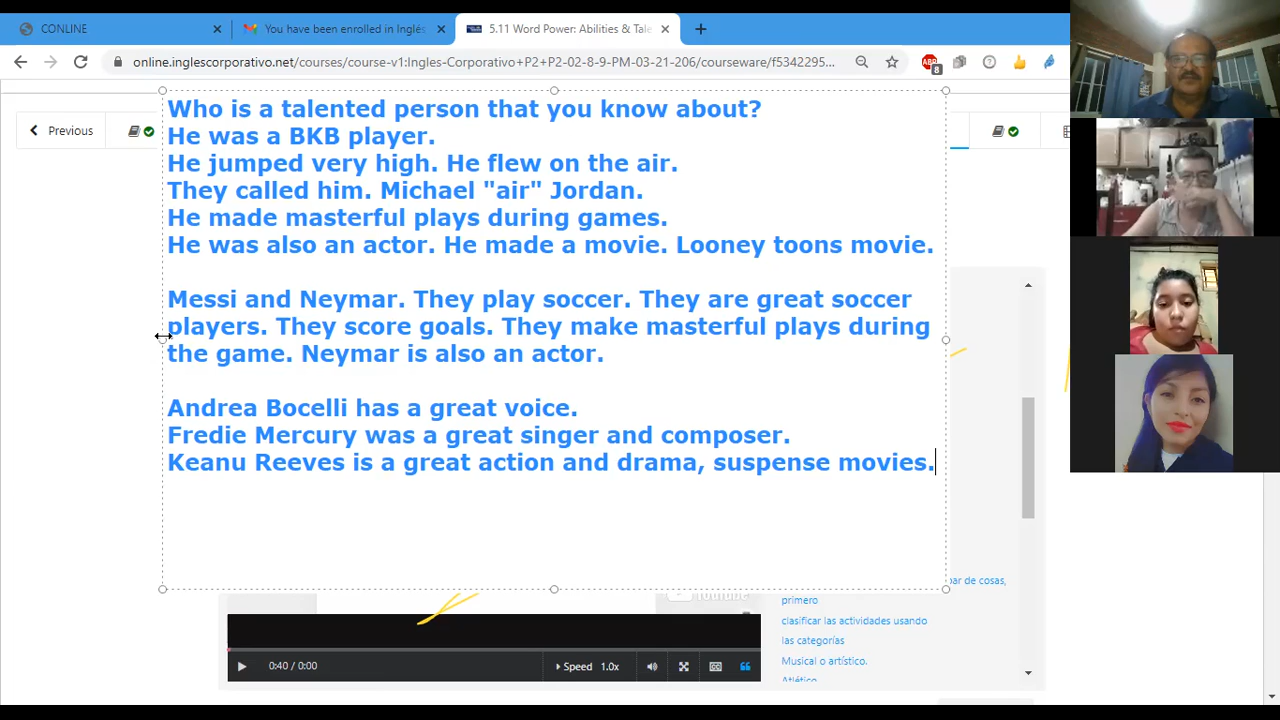 CONLINE
You have been enrolled in Inglés
5.11 Word Power: Abilities & Tale
online.inglescorporativo.net/courses/course-v1:Ingles-Corporativo+P2+P2-02-8-9-PM-03-21-206/courseware/f5342295...
8
Previous
Who is a talented person that you know about?
He was a BKB player.
He jumped very high. He flew on the air.
They called him. Michael "air" Jordan.
He made masterful plays during games.
He was also an actor. He made a movie. Looney toons movie.
Messi and Neymar. They play soccer. They are great soccer
players. They score goals. They make masterful plays during
the game. Neymar is also an actor.
Andrea Bocelli has a great voice.
Fredie Mercury was a great singer and composer.
Keanu Reeves is a great action and drama, suspense movies.
par de cosas,
primero
clasificar las actividades usando
las categorías
Musical o artístico.
Atlético
0:40 / 0:00
Speed 1.0x